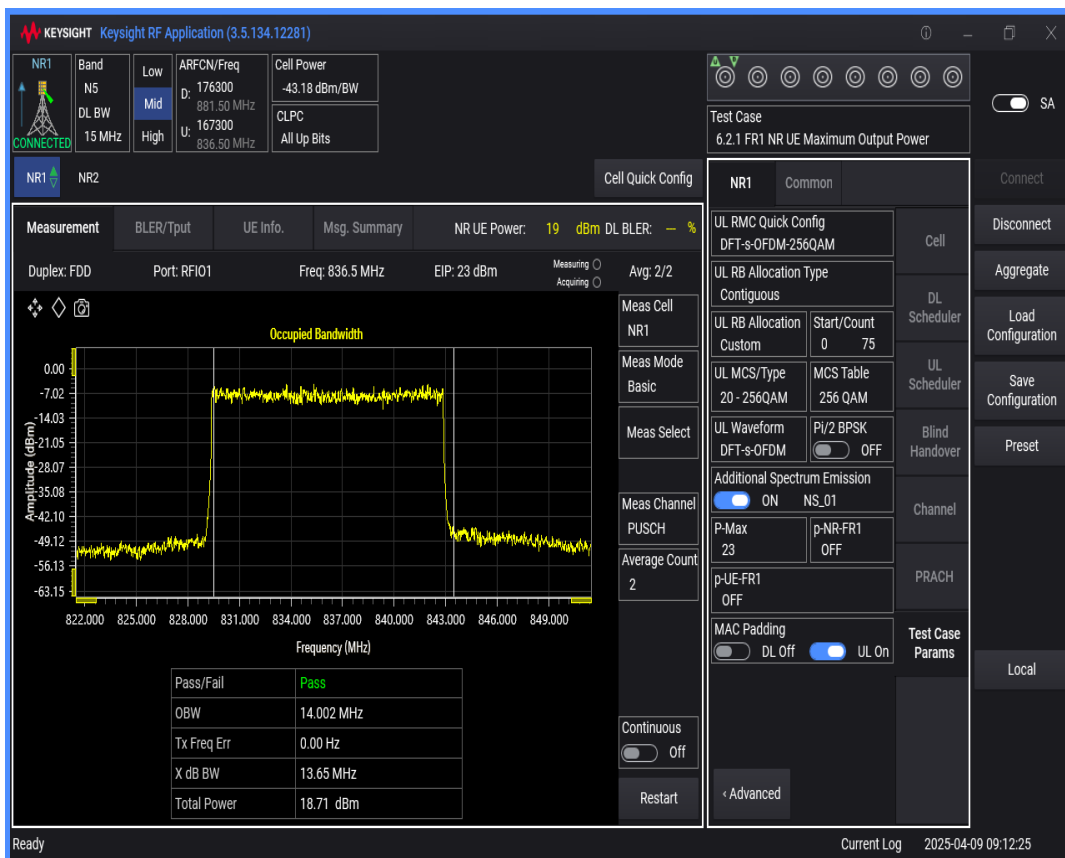 KEYSIGHT Keysight RF Application (3.5.134.12281)
NR1
CONNECTED
Band
N5
DL BW
15 MHz
Low
Mid
High
ARFCN/Freq
D: 176300
881.50 MHz
U: 167300
836.50 MHz
Cell Power
-43.18 dBm/BW
CLPC
All Up Bits
Test Case
6.2.1 FR1 NR UE Maximum Output Power
SA
NR1
NR2
Cell Quick Config
Measurement
BLER/Tput
UE Info.
Msg. Summary
NR UE Power: 19 dBm DL BLER: -- %
Duplex: FDD
Port: RFIO1
Freq: 836.5 MHz
EIP: 23 dBm
Measuring
Acquiring
Avg: 2/2
Occupied Bandwidth
Amplitude (dBm)
0.00
-7.02
-14.03
-21.05
-28.07
-35.08
-42.10
-49.12
-56.13
-63.15
822.000 825.000 828.000 831.000 834.000 837.000 840.000 843.000 846.000 849.000
Frequency (MHz)
Pass/Fail Pass
OBW 14.002 MHz
Tx Freq Err 0.00 Hz
X dB BW 13.65 MHz
Total Power 18.71 dBm
Meas Cell
NR1
Meas Mode
Basic
Meas Select
Meas Channel
PUSCH
Average Count
2
Continuous
Off
Restart
NR1
Common
UL RMC Quick Config
DFT-s-OFDM-256QAM
UL RB Allocation Type
Contiguous
UL RB Allocation
Custom
Start/Count
0 75
UL MCS/Type
20 - 256QAM
MCS Table
256 QAM
UL Waveform
DFT-s-OFDM
Pi/2 BPSK
OFF
Additional Spectrum Emission
ON NS_01
P-Max
23
p-NR-FR1
OFF
p-UE-FR1
OFF
MAC Padding
DL Off UL On
‹ Advanced
Cell
DL
Scheduler
UL
Scheduler
Blind
Handover
Channel
PRACH
Test Case
Params
Connect
Disconnect
Aggregate
Load
Configuration
Save
Configuration
Preset
Local
Ready
Current Log
2025-04-09 09:12:25